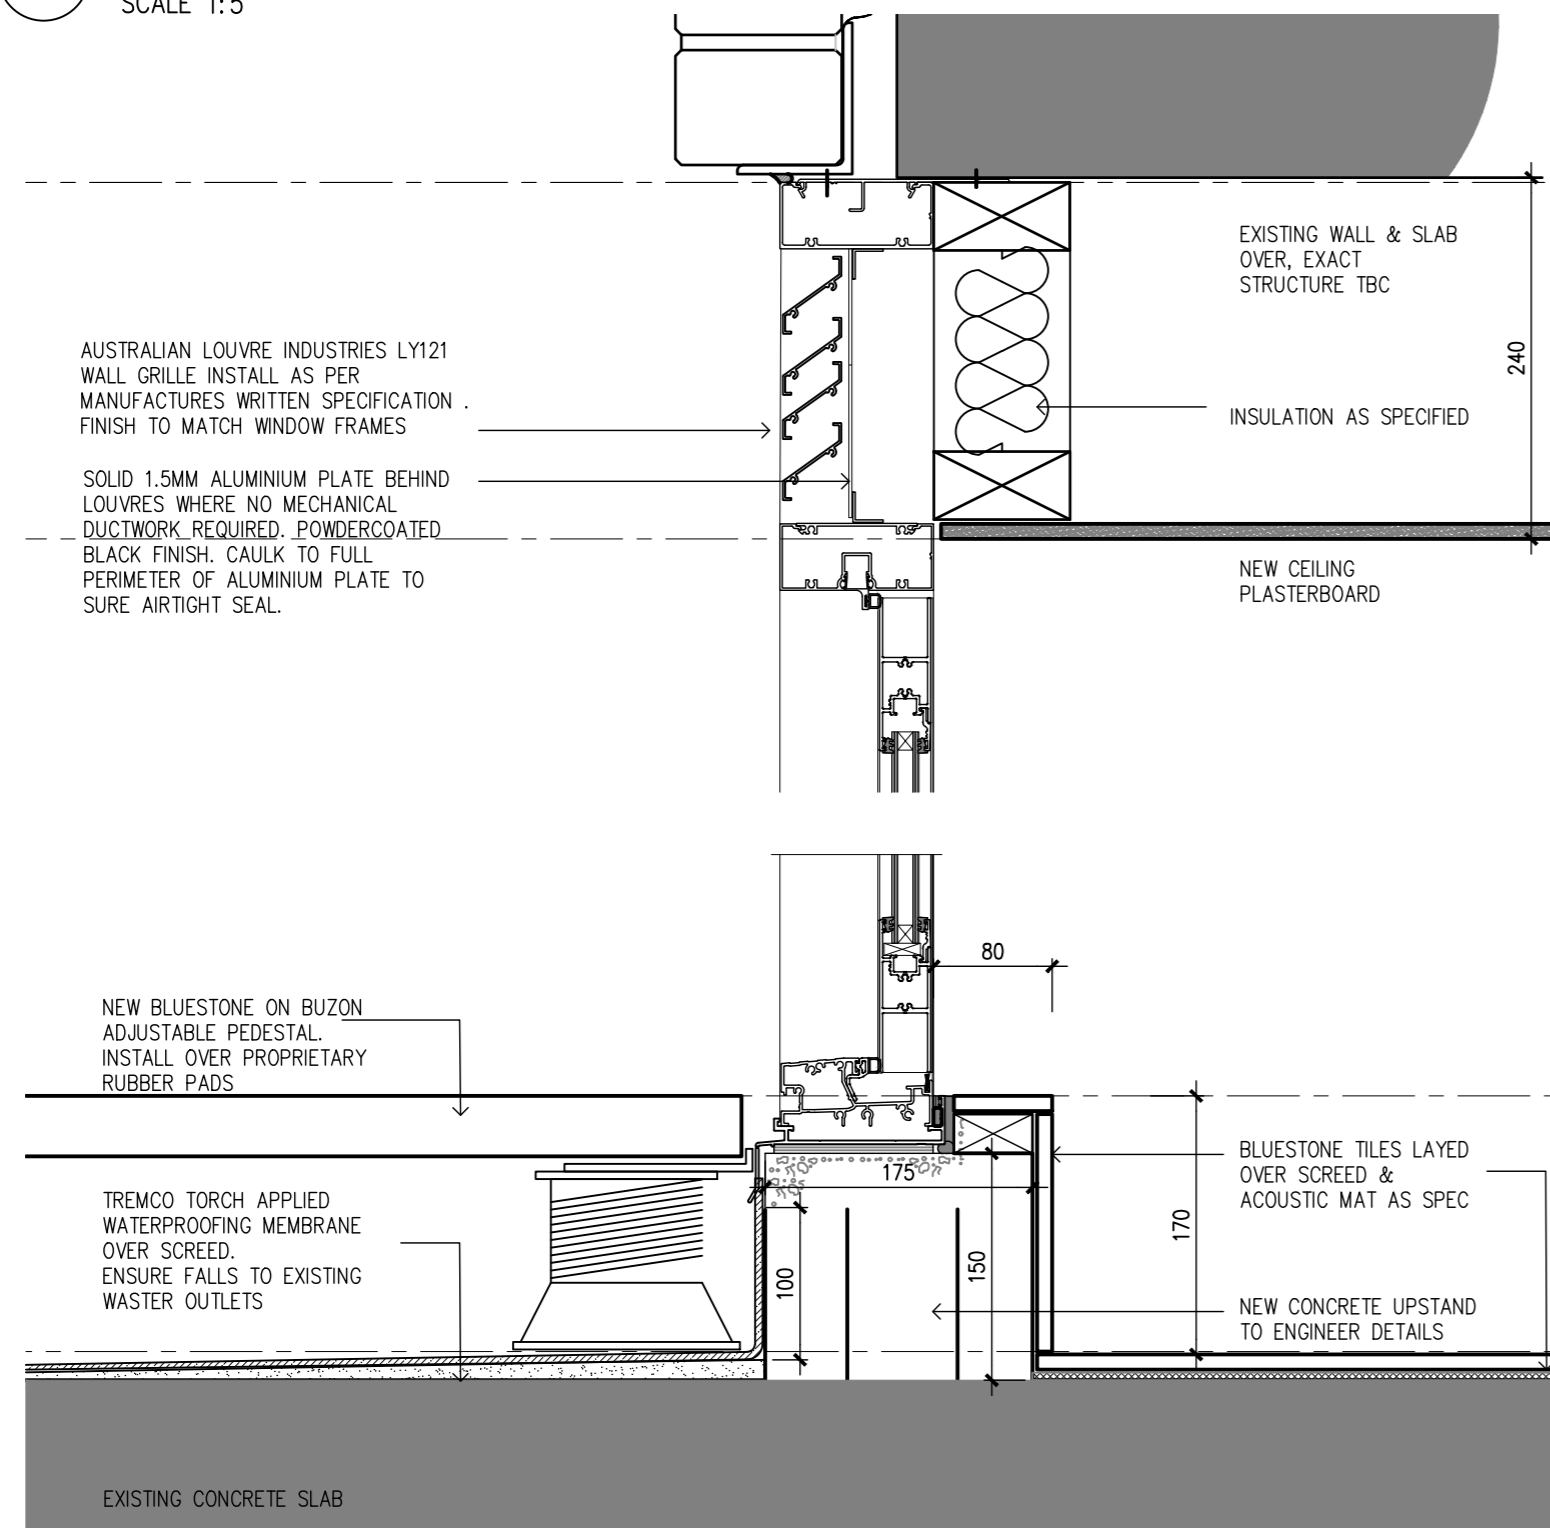 SCALE 1:5
EXISTING WALL & SLAB
OVER, EXACT
STRUCTURE TBC
240
INSULATION AS SPECIFIED
AUSTRALIAN LOUVRE INDUSTRIES LY121
WALL GRILLE INSTALL AS PER
MANUFACTURES WRITTEN SPECIFICATION .
FINISH TO MATCH WINDOW FRAMES
SOLID 1.5MM ALUMINIUM PLATE BEHIND
LOUVRES WHERE NO MECHANICAL
DUCTWORK REQUIRED. POWDERCOATED
BLACK FINISH. CAULK TO FULL
PERIMETER OF ALUMINIUM PLATE TO
SURE AIRTIGHT SEAL.
NEW CEILING
PLASTERBOARD
80
NEW BLUESTONE ON BUZON
ADJUSTABLE PEDESTAL.
INSTALL OVER PROPRIETARY
RUBBER PADS
TREMCO TORCH APPLIED
WATERPROOFING MEMBRANE
OVER SCREED.
ENSURE FALLS TO EXISTING
WASTER OUTLETS
175
100
150
170
BLUESTONE TILES LAYED
OVER SCREED &
ACOUSTIC MAT AS SPEC
NEW CONCRETE UPSTAND
TO ENGINEER DETAILS
EXISTING CONCRETE SLAB